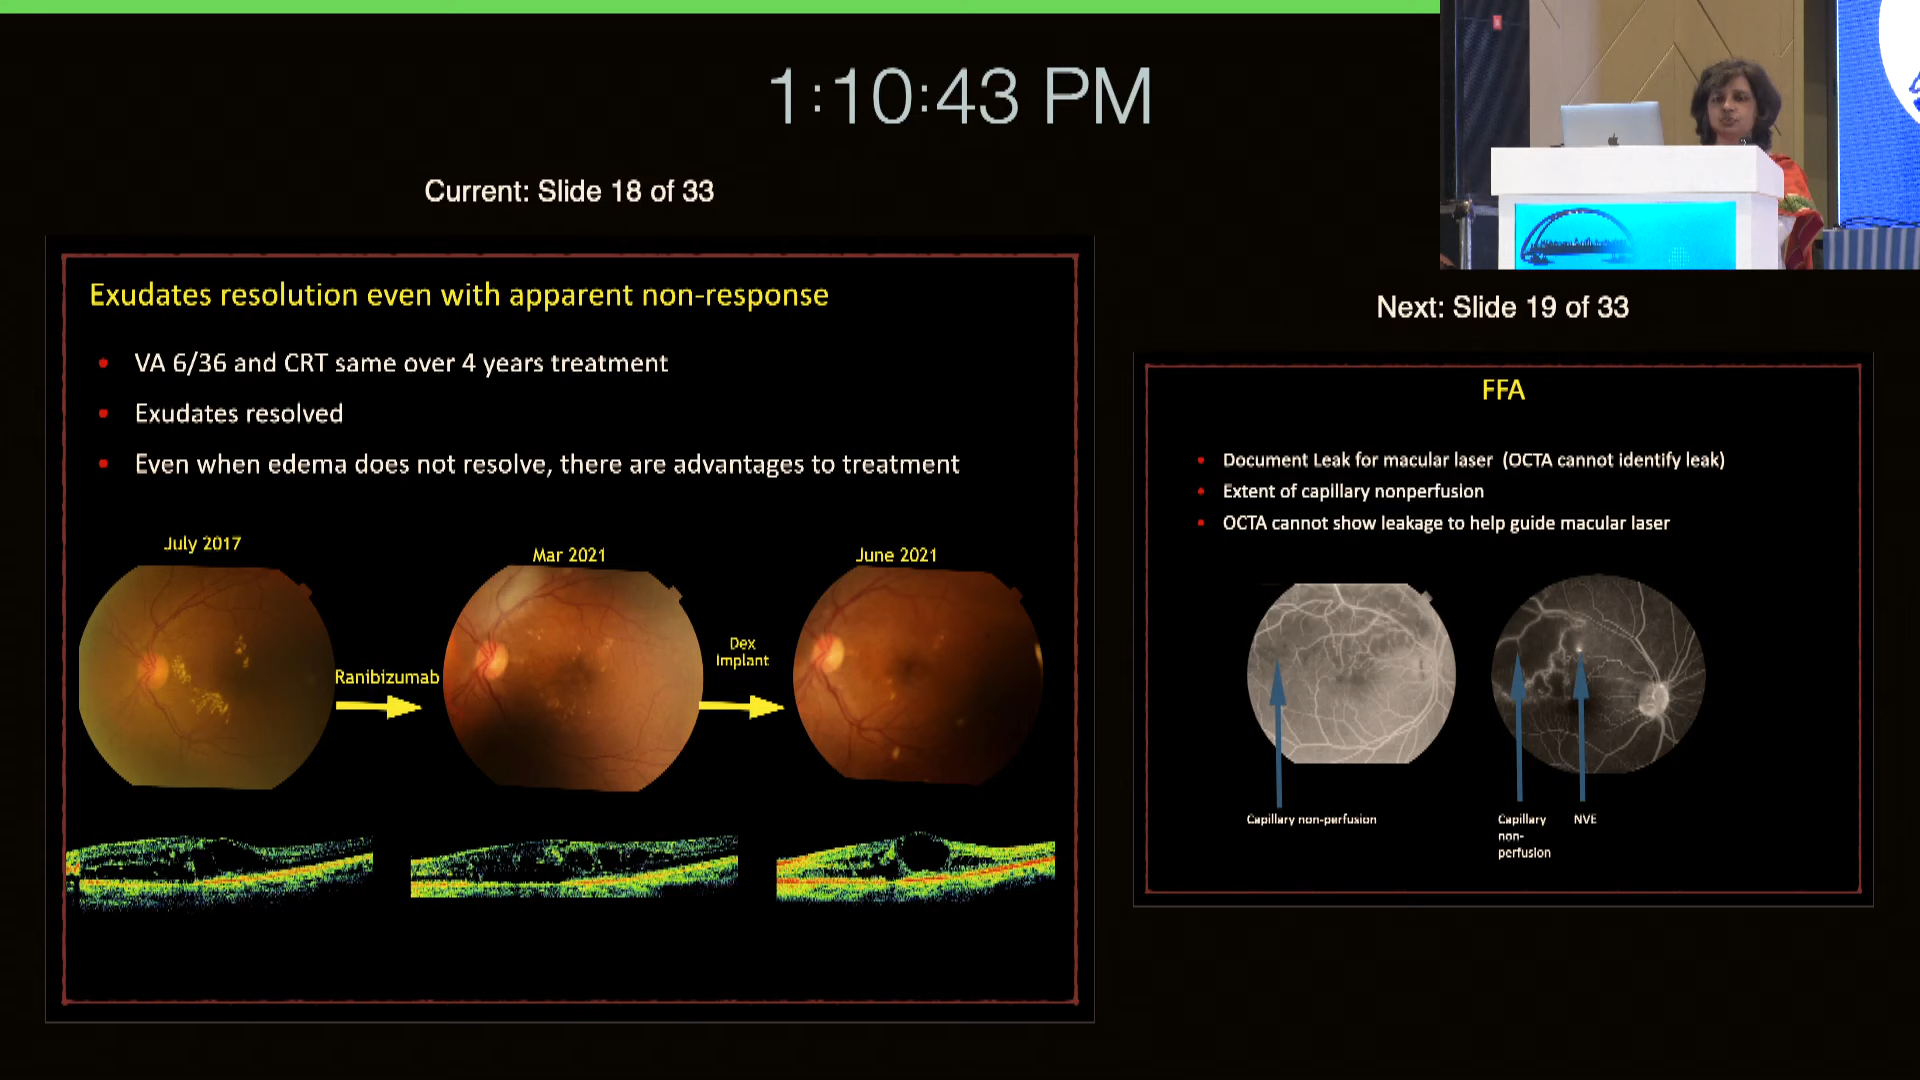 1:10:43 PM
Current: Slide 18 of 33
Exudates resolution even with apparent non-response
• VA 6/36 and CRT same over 4 years treatment
• Exudates resolved
• Even when edema does not resolve, there are advantages to treatment
July 2017
Mar 2021
June 2021
Ranibizumab
Dex
Implant
Next: Slide 19 of 33
FFA
• Document Leak for macular laser (OCTA cannot identify leak)
• Extent of capillary nonperfusion
• OCTA cannot show leakage to help guide macular laser
Capillary non-perfusion
Capillary
non-
perfusion
NVE